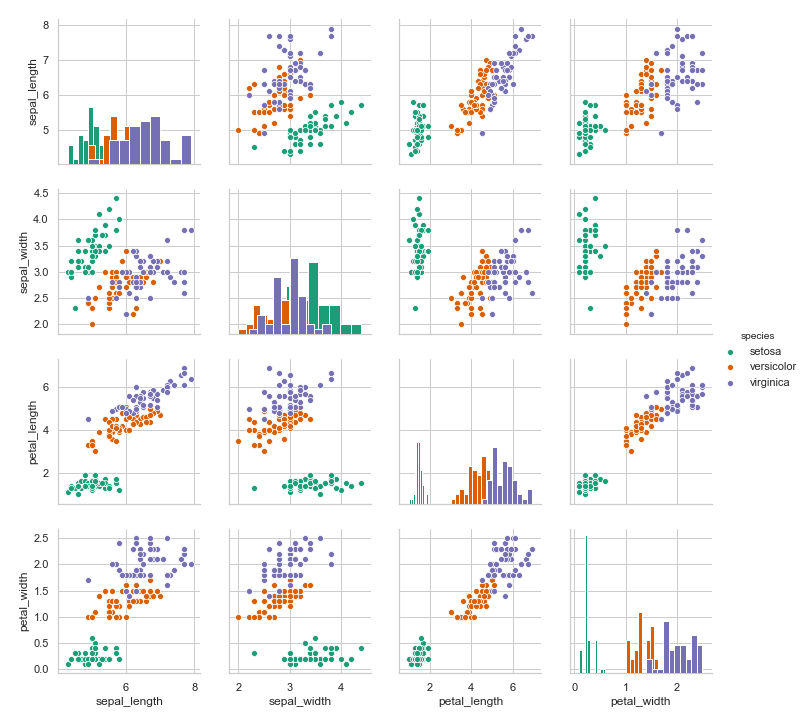 sepal_length
8
7
6
5
sepal_width
4.5
4.0
3.5
3.0
2.5
2.0
species
setosa
versicolor
virginica
petal_length
6
4
2
petal_width
2.5
2.0
1.5
1.0
0.5
0.0
6 8
2 3 4
2 4 6
0 1 2
sepal_length sepal_width petal_length petal_width